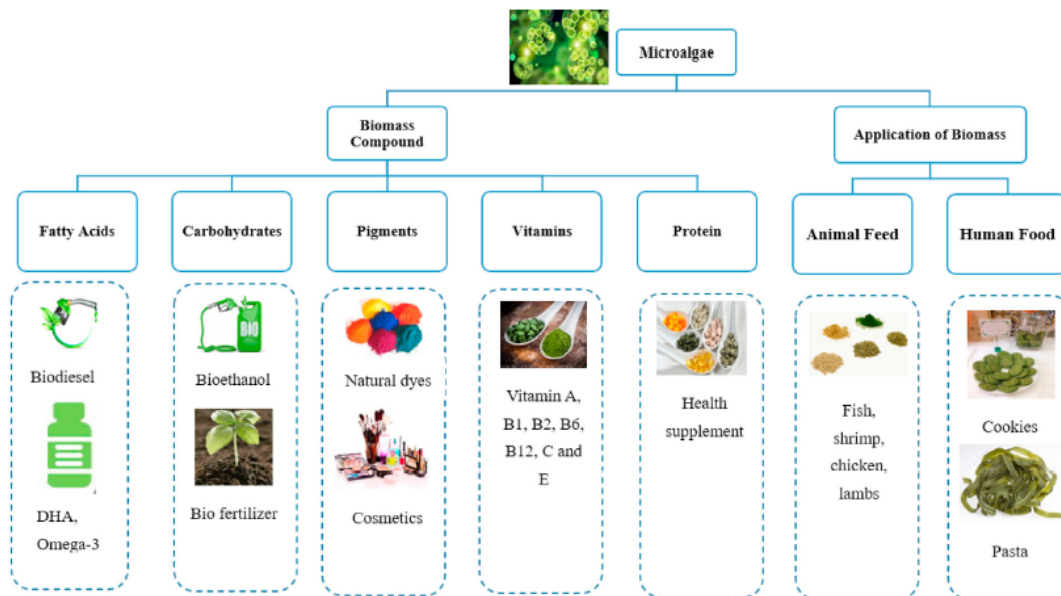 Microalgae
Biomass
Compound
Application of Biomass
Fatty Acids
Carbohydrates
Pigments
Vitamins
Protein
Animal Feed
Human Food
Biodiesel
DHA,
Omega-3
BIO
Bioethanol
Bio fertilizer
Natural dyes
Cosmetics
Vitamin A,
B1, B2, B6,
B12, C and
E
Health
supplement
Fish,
shrimp,
chicken,
lambs
Cookies
Pasta